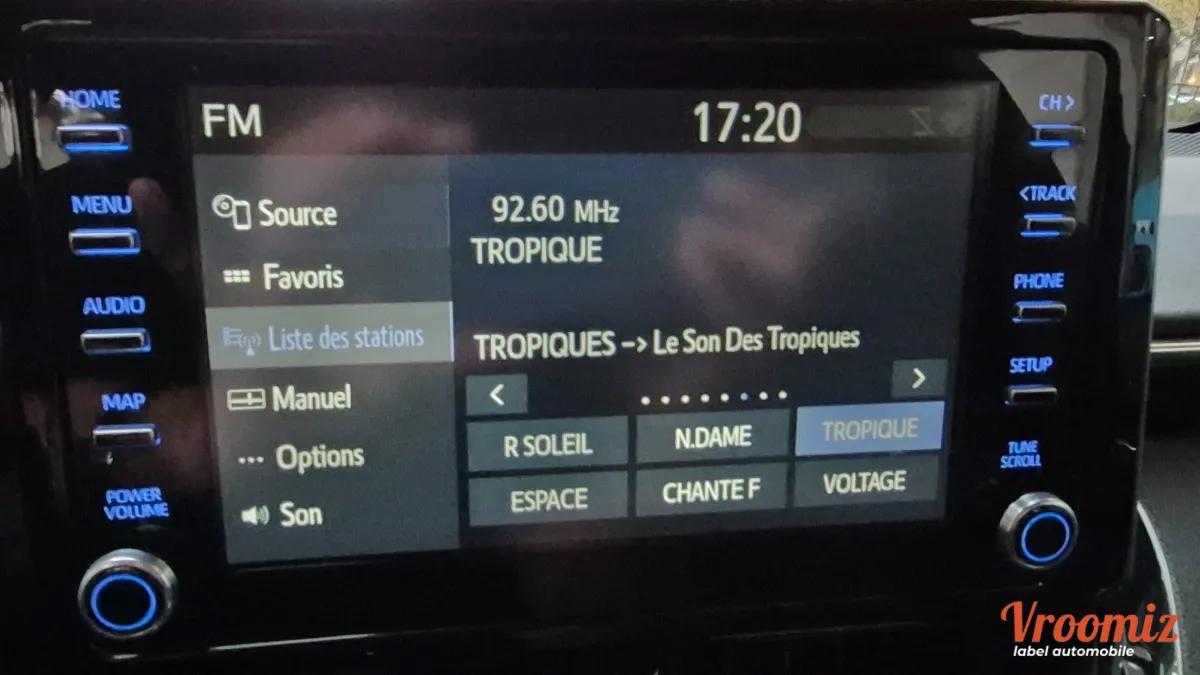 HOME
MENU
AUDIO
MAP
POWER
VOLUME
FM
17:20
Source
Favoris
Liste des stations
Manuel
... Options
Son
92.60 MHz
TROPIQUE
TROPIQUES -> Le Son Des Tropiques
<
>
R SOLEIL
N.DAME
TROPIQUE
ESPACE
CHANTE F
VOLTAGE
CH >
<TRACK
PHONE
SETUP
TUNE
SCROLL
Vroomiz
label automobile